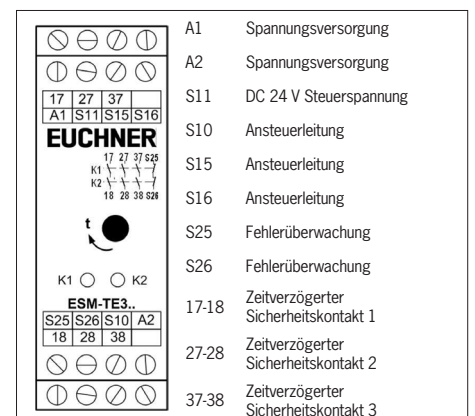 17 27 37
A1 S11 S15 S16
EUCHNER
17 27 37 S25
K1
K2
18 28 38 S26
t
K1 K2
ESM-TE3..
S25 S26 S10 A2
18 28 38
A1 Spannungsversorgung
A2 Spannungsversorgung
S11 DC 24 V Steuerspannung
S10 Ansteuerleitung
S15 Ansteuerleitung
S16 Ansteuerleitung
S25 Fehlerüberwachung
S26 Fehlerüberwachung
17-18 Zeitverzögerter
Sicherheitskontakt 1
27-28 Zeitverzögerter
Sicherheitskontakt 2
37-38 Zeitverzögerter
Sicherheitskontakt 3